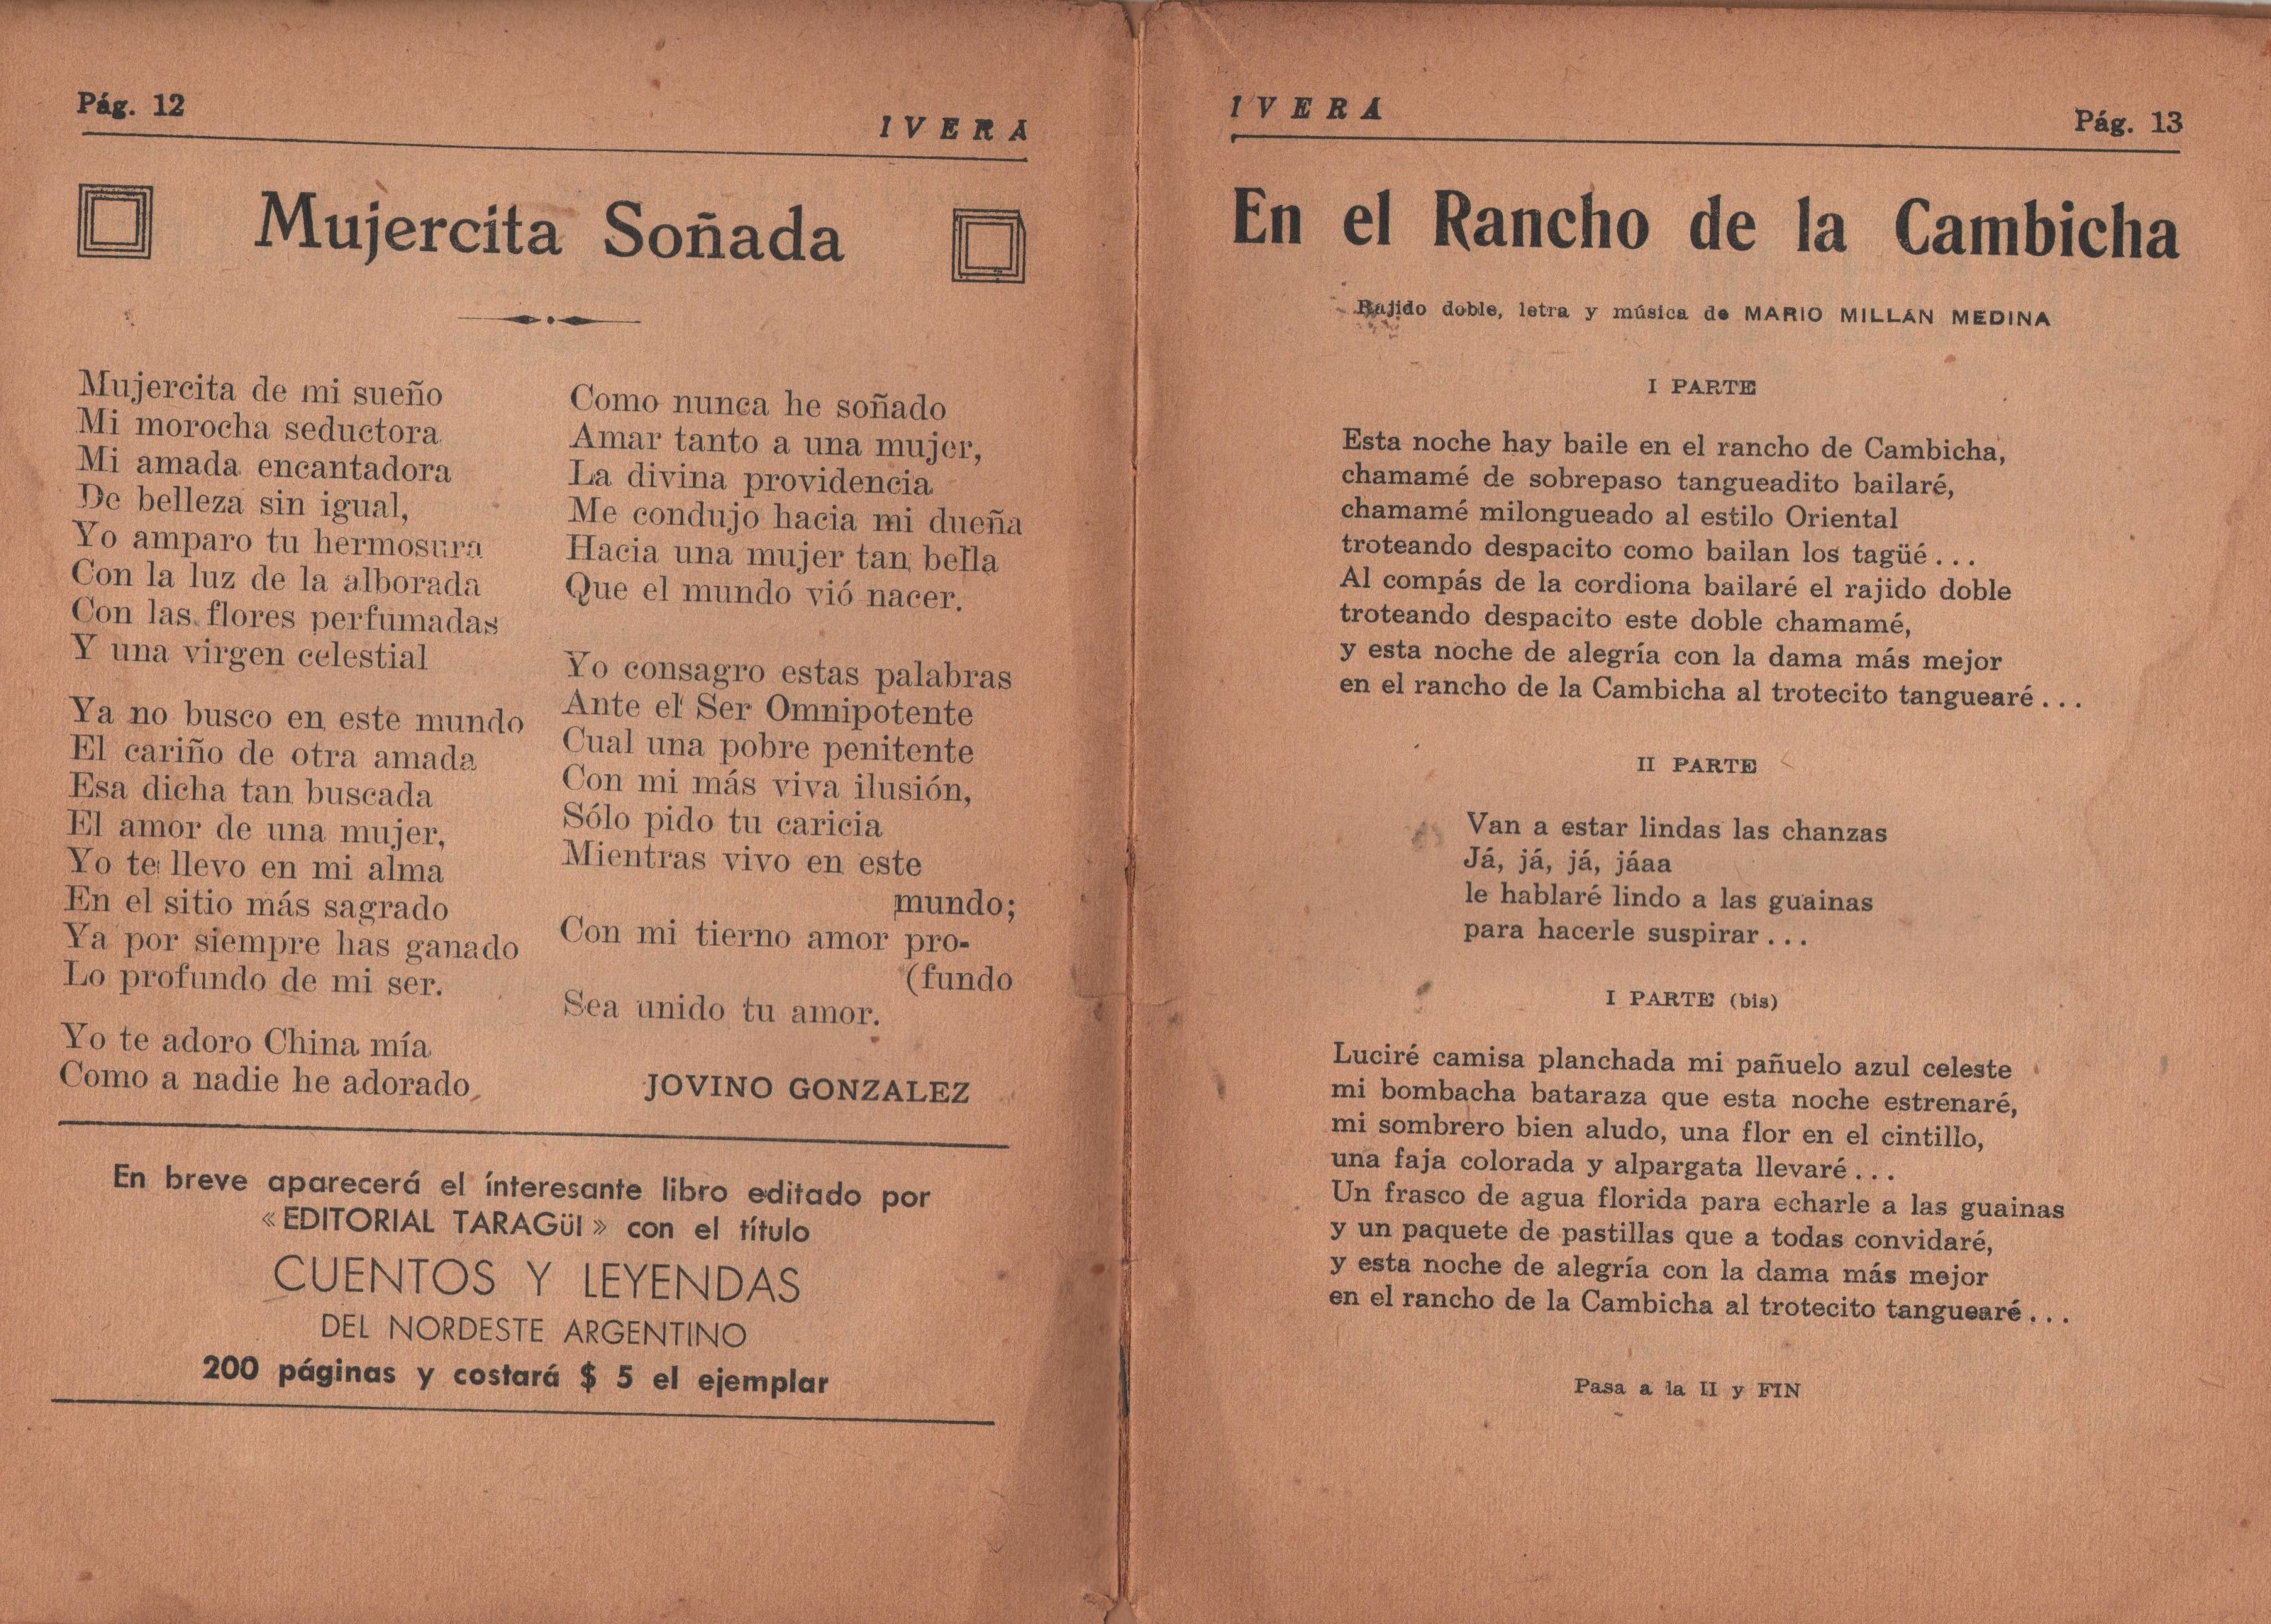 Pág. 12
IVERA
Mujercita Soñada
Mujercita de mi sueño
Mi morocha seductora
Mi amada encantadora
De belleza sin igual,
Yo amparo tu hermosura
Con la luz de la alborada
Con las flores perfumadas
Y una virgen celestial
Ya no busco en este mundo
El cariño de otra amada
Esa dicha tan buscada
El amor de una mujer,
Yo te llevo en mi alma
En el sitio más sagrado
Ya por siempre has ganado
Lo profundo de mi ser.
Yo te adoro China mía
Como a nadie he adorado,
Como nunca he soñado
Amar tanto a una mujer,
La divina providencia
Me condujo hacia mi dueña
Hacia una mujer tan bella
Que el mundo vió nacer.
Yo consagro estas palabras
Ante el Ser Omnipotente
Cual una pobre penitente
Con mi más viva ilusión,
Sólo pido tu caricia
Mientras vivo en este
mundo;
Con mi tierno amor pro-
(fundo
Sea unido tu amor.
JOVINO GONZALEZ
En breve aparecerá el ínteresante libro editado por
«EDITORIAL TARAGüI» con el título
CUENTOS Y LEYENDAS
DEL NORDESTE ARGENTINO
200 páginas y costará $ 5 el ejemplar
IVERÁ
Pág. 13
En el Rancho de la Cambicha
Rajido doble, letra y música de MARIO MILLAN MEDINA
I PARTE
Esta noche hay baile en el rancho de Cambicha,
chamamé de sobrepaso tangueadito bailaré,
chamamé milongueado al estilo Oriental
troteando despacito como bailan los tagüé...
Al compás de la cordiona bailaré el rajido doble
troteando despacito este doble chamamé,
y esta noche de alegría con la dama más mejor
en el rancho de la Cambicha al trotecito tanguearé...
II PARTE
Van a estar lindas las chanzas
Já, já, já, jáaa
le hablaré lindo a las guainas
para hacerle suspirar...
I PARTE (bis)
Luciré camisa planchada mi pañuelo azul celeste
mi bombacha bataraza que esta noche estrenaré,
mi sombrero bien aludo, una flor en el cintillo,
una faja colorada y alpargata llevaré...
Un frasco de agua florida para echarle a las guainas
y un paquete de pastillas que a todas convidaré,
y esta noche de alegría con la dama más mejor
en el rancho de la Cambicha al trotecito tanguearé...
Pasa a la II y FIN